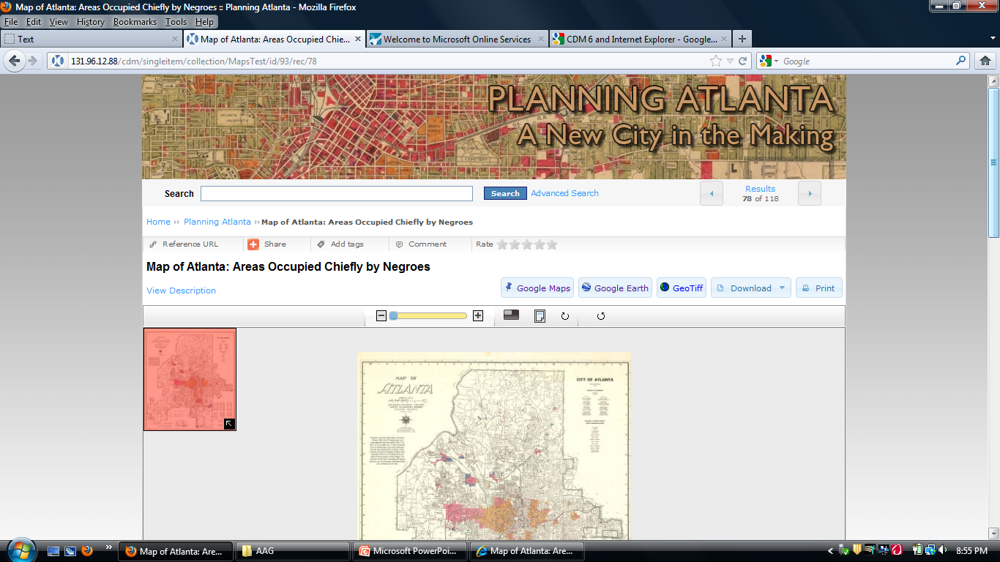 Map of Atlanta: Areas Occupied Chiefly by Negroes :: Planning Atlanta - Mozilla Firefox
File Edit View History Bookmarks Tools Help
Text
Map of Atlanta: Areas Occupied Chie...
Welcome to Microsoft Online Services
CDM 6 and Internet Explorer - Google...
131.96.12.88/cdm/singleitem/collection/MapsTest/id/93/rec/78
Google
ATLANTA
UNIVERSITY
R. R.
CEMETERY
PLANNING ATLANTA
A New City in the Making
Search
Search
Advanced Search
Results
78 of 118
Home ›› Planning Atlanta ›› Map of Atlanta: Areas Occupied Chiefly by Negroes
Reference URL
Share
Add tags
Comment
Rate
Map of Atlanta: Areas Occupied Chiefly by Negroes
View Description
Google Maps
Google Earth
GeoTiff
Download
Print
MAP OF
ATLANTA
CITY OF ATLANTA
Map of Atlanta: Are...
AAG
Microsoft PowerPoi...
Map of Atlanta: Are...
8:55 PM